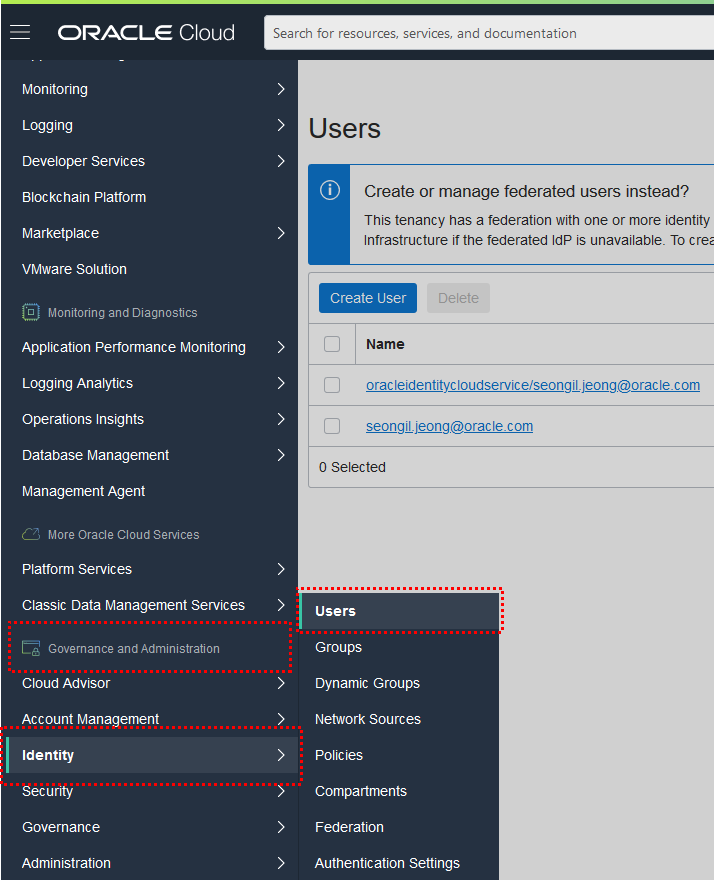 ORACLE Cloud
Search for resources, services, and documentation
Monitoring
Logging
Developer Services
Blockchain Platform
Marketplace
VMware Solution
Monitoring and Diagnostics
Application Performance Monitoring
Logging Analytics
Operations Insights
Database Management
Management Agent
More Oracle Cloud Services
Platform Services
Classic Data Management Services
Governance and Administration
Cloud Advisor
Account Management
Identity
Security
Governance
Administration
Users
Groups
Dynamic Groups
Network Sources
Policies
Compartments
Federation
Authentication Settings
Users
Create or manage federated users instead?
This tenancy has a federation with one or more identity
Infrastructure if the federated IdP is unavailable. To crea
Create User
Delete
Name
oracleidentitycloudservice/seongil.jeong@oracle.com
seongil.jeong@oracle.com
0 Selected